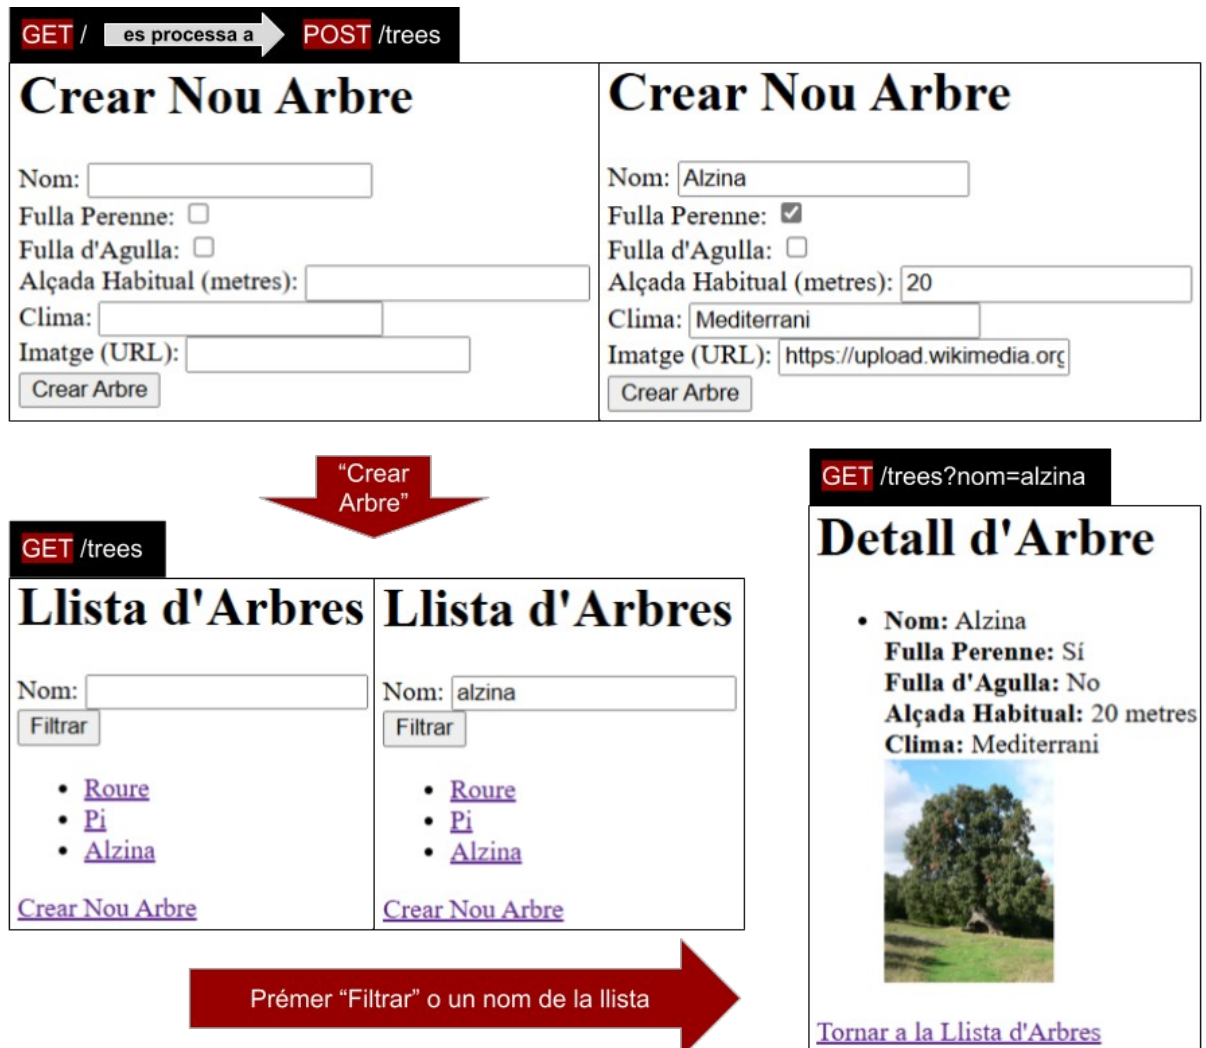 GET / es processa a POST /trees
Crear Nou Arbre
Nom:
Fulla Perenne:
Fulla d'Agulla:
Alçada Habitual (metres):
Clima:
Imatge (URL):
Crear Arbre
Crear Nou Arbre
Nom: Alzina
Fulla Perenne:
Fulla d'Agulla:
Alçada Habitual (metres): 20
Clima: Mediterrani
Imatge (URL): https://upload.wikimedia.org
Crear Arbre
“Crear
Arbre”
GET /trees
Llista d'Arbres
Nom:
Filtrar
Roure
Pi
Alzina
Crear Nou Arbre
Llista d'Arbres
Nom: alzina
Filtrar
Roure
Pi
Alzina
Crear Nou Arbre
Prémer “Filtrar” o un nom de la llista
GET /trees?nom=alzina
Detall d'Arbre
Nom: Alzina
Fulla Perenne: Sí
Fulla d'Agulla: No
Alçada Habitual: 20 metres
Clima: Mediterrani
Tornar a la Llista d'Arbres